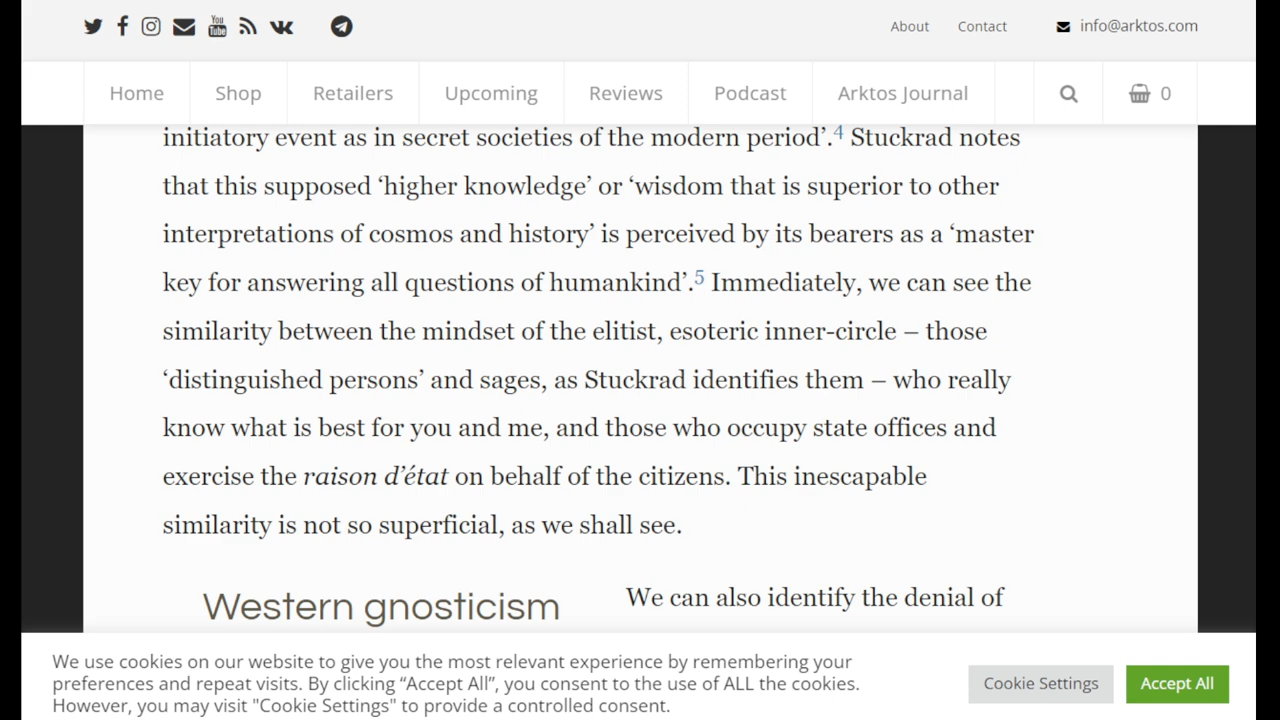 About Contact info@arktos.com
Home Shop Retailers Upcoming Reviews Podcast Arktos Journal 0
initiatory event as in secret societies of the modern period’.4 Stuckrad notes
that this supposed ‘higher knowledge’ or ‘wisdom that is superior to other
interpretations of cosmos and history’ is perceived by its bearers as a ‘master
key for answering all questions of humankind’.5 Immediately, we can see the
similarity between the mindset of the elitist, esoteric inner-circle – those
‘distinguished persons’ and sages, as Stuckrad identifies them – who really
know what is best for you and me, and those who occupy state offices and
exercise the raison d’état on behalf of the citizens. This inescapable
similarity is not so superficial, as we shall see.
Western gnosticism
We can also identify the denial of
We use cookies on our website to give you the most relevant experience by remembering your
preferences and repeat visits. By clicking “Accept All”, you consent to the use of ALL the cookies.
However, you may visit "Cookie Settings" to provide a controlled consent.
Cookie Settings
Accept All